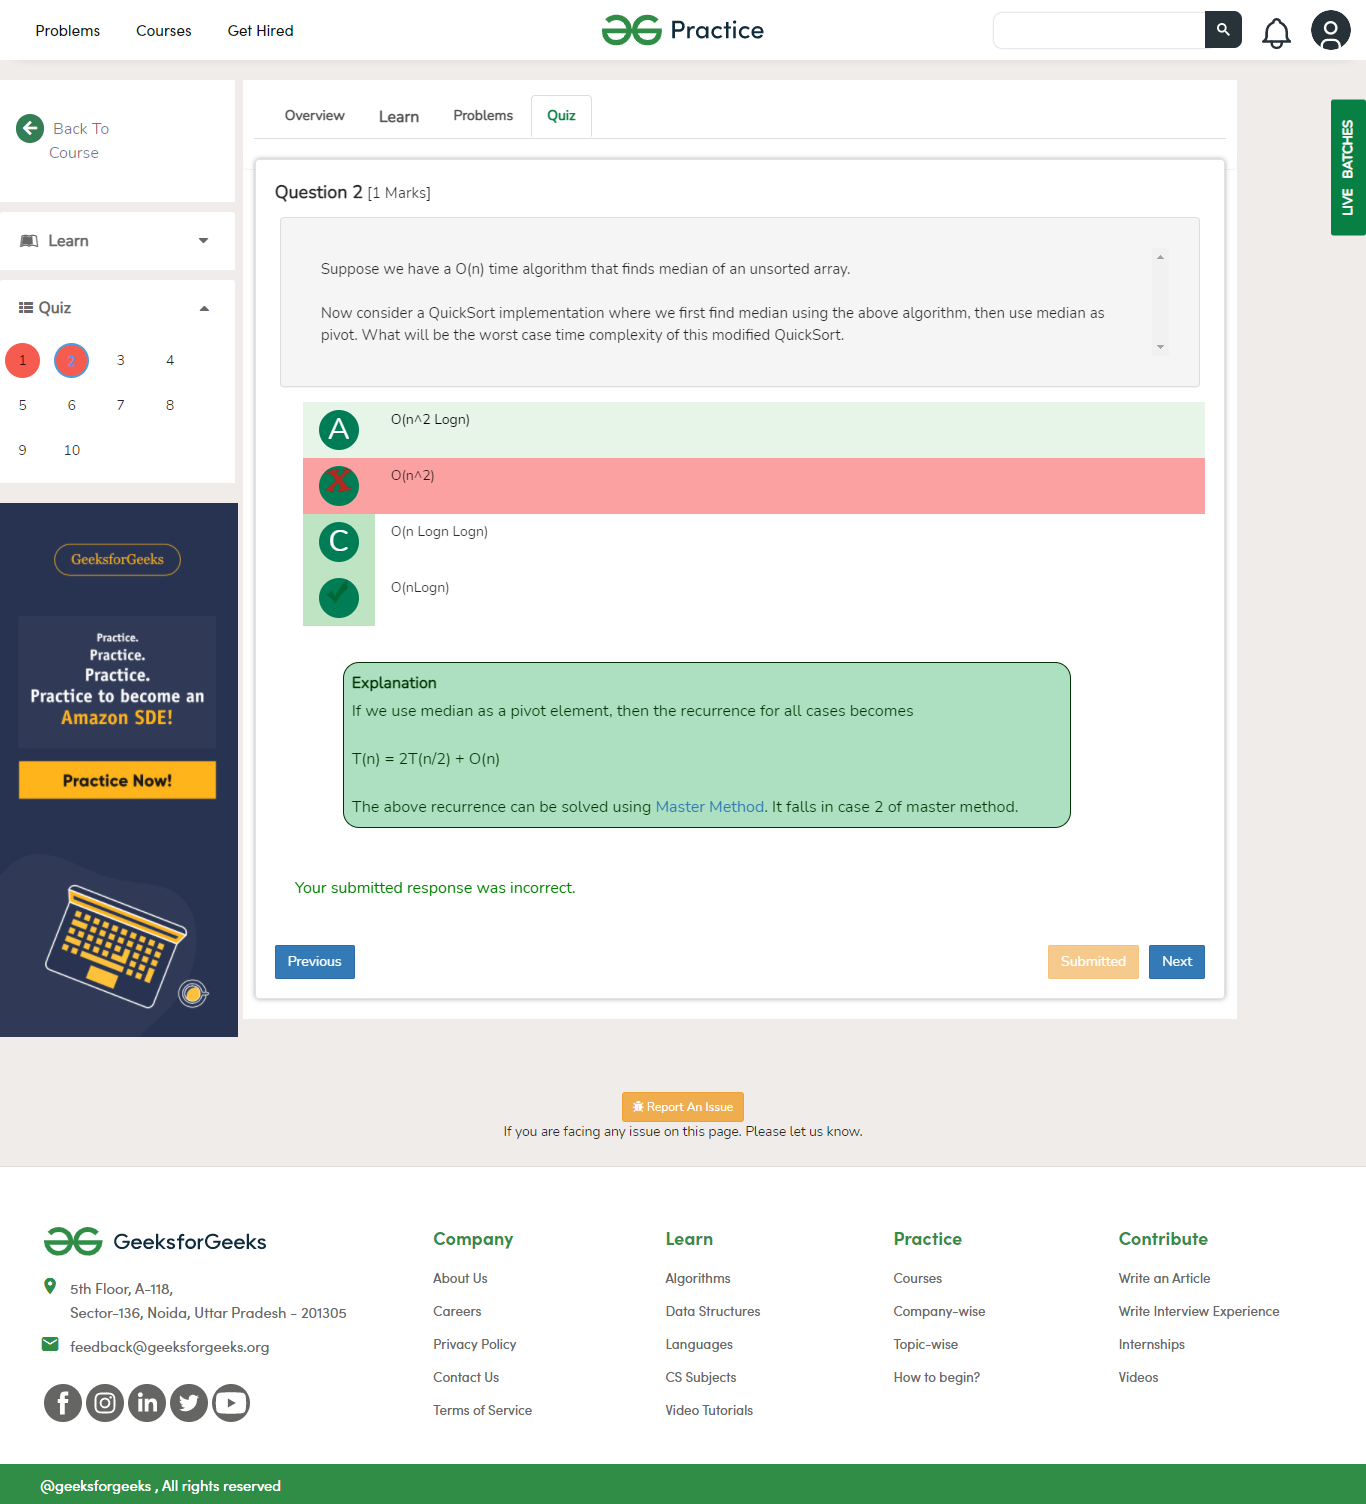 Problems Courses Get Hired
Practice
Back To
Course
Learn
Quiz
1 2 3 4
5 6 7 8
9 10
GeeksforGeeks
Practice.
Practice.
Practice.
Practice to become an
Amazon SDE!
Practice Now!
Overview Learn Problems Quiz
Question 2 [1 Marks]
Suppose we have a O(n) time algorithm that finds median of an unsorted array.
Now consider a QuickSort implementation where we first find median using the above algorithm, then use median as
pivot. What will be the worst case time complexity of this modified QuickSort.
A O(n^2 Logn)
X O(n^2)
C O(n Logn Logn)
O(nLogn)
Explanation
If we use median as a pivot element, then the recurrence for all cases becomes
T(n) = 2T(n/2) + O(n)
The above recurrence can be solved using Master Method. It falls in case 2 of master method.
Your submitted response was incorrect.
Previous Submitted Next
LIVE BATCHES
Report An Issue
If you are facing any issue on this page. Please let us know.
GeeksforGeeks
5th Floor, A-118,
Sector-136, Noida, Uttar Pradesh - 201305
feedback@geeksforgeeks.org
Company
About Us
Careers
Privacy Policy
Contact Us
Terms of Service
Learn
Algorithms
Data Structures
Languages
CS Subjects
Video Tutorials
Practice
Courses
Company-wise
Topic-wise
How to begin?
Contribute
Write an Article
Write Interview Experience
Internships
Videos
@geeksforgeeks , All rights reserved